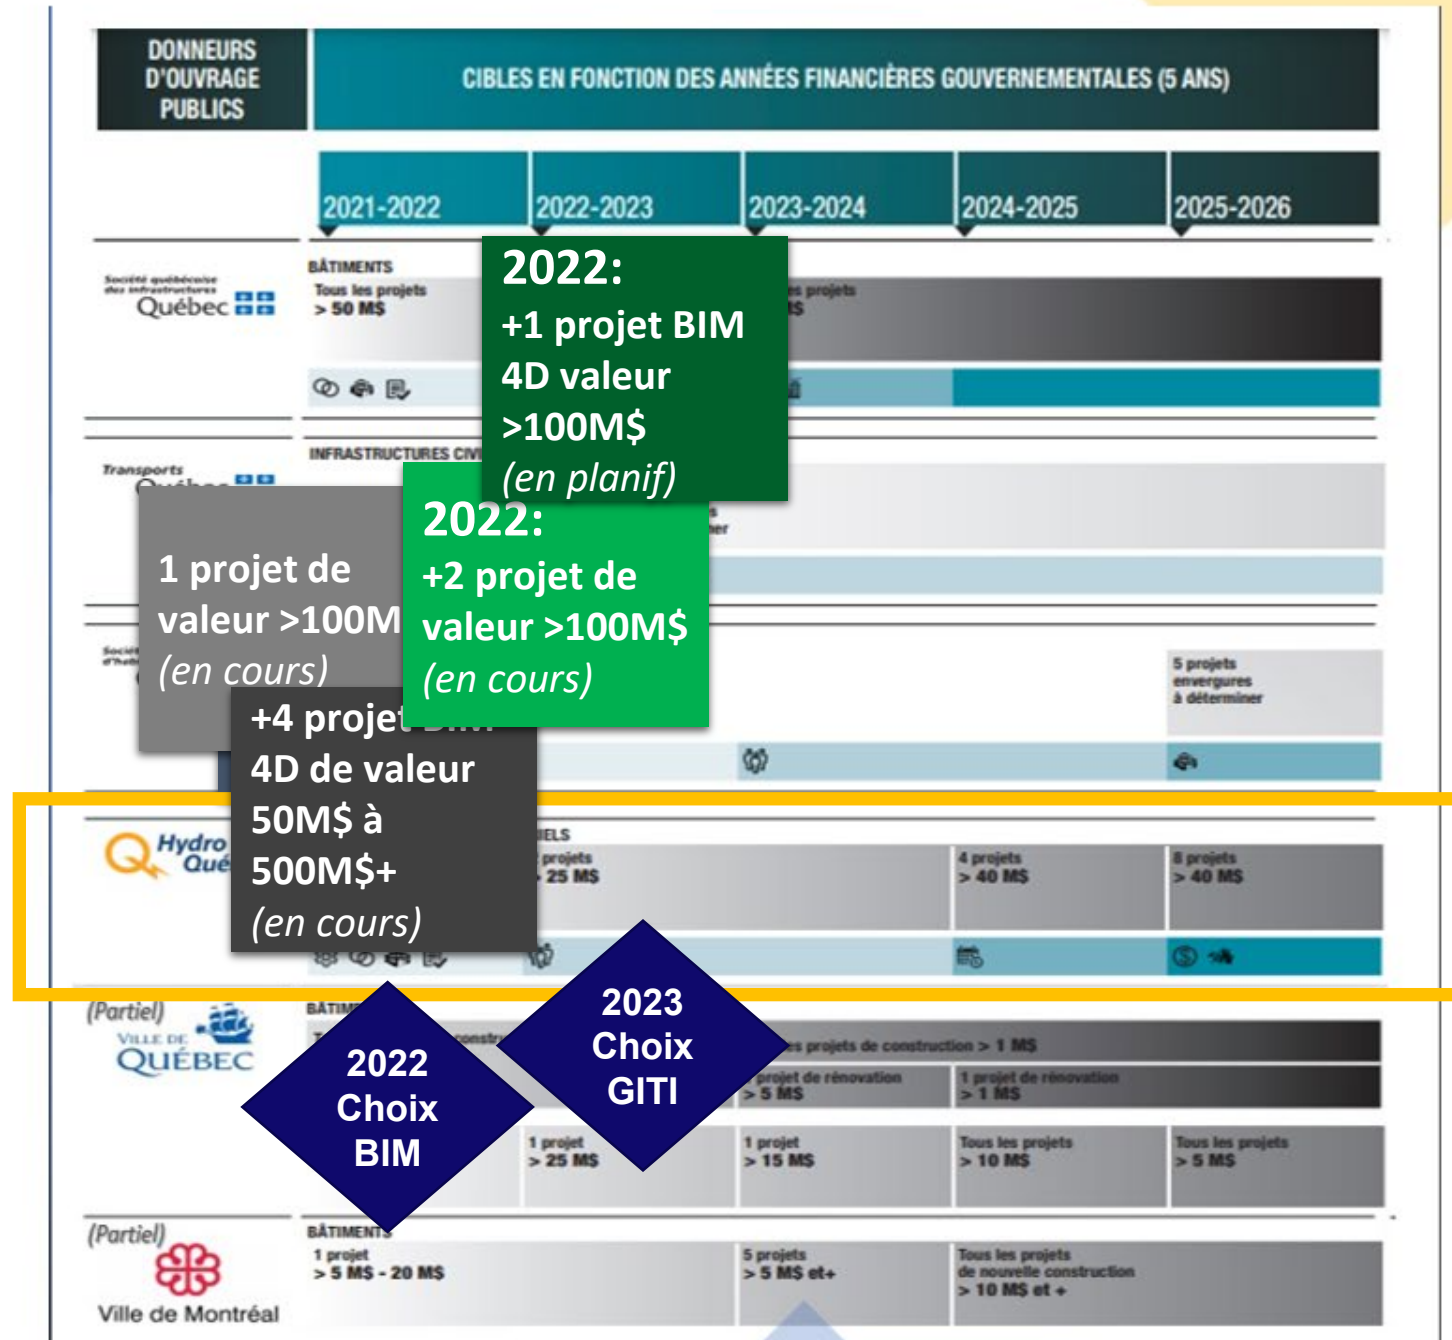 DONNEURS
D'OUVRAGE
PUBLICS
CIBLES EN FONCTION DES ANNÉES FINANCIÈRES GOUVERNEMENTALES (5 ANS)
2021-2022
2022-2023
2023-2024
2024-2025
2025-2026
Société québécoise
des infrastructures
Québec
BÂTIMENTS
Tous les projets
> 50 M$
projets
2022:
+1 projet BIM
4D valeur
>100M$
(en planif)
Transports
INFRASTRUCTURES
1 projet de
valeur >100M
(en cours)
2022:
+2 projet de
valeur >100M$
(en cours)
5 projets
envergures
à déterminer
+4 projet BIM
4D de valeur
50M$ à
500M$+
(en cours)
Hydro
projets
25 M$
4 projets
> 40 M$
8 projets
> 40 M$
(Partiel)
VILLE DE
QUÉBEC
2022
Choix
BIM
2023
Choix
GITI
projets de construction > 1 M$
projet de rénovation
> 5 M$
1 projet de rénovation
> 1 M$
1 projet
> 25 M$
1 projet
> 15 M$
Tous les projets
> 10 M$
Tous les projets
> 5 M$
(Partiel)
Ville de Montréal
BÂTIMENTS
1 projet
> 5 M$ - 20 M$
5 projets
> 5 M$ et+
Tous les projets
de nouvelle construction
> 10 M$ et +